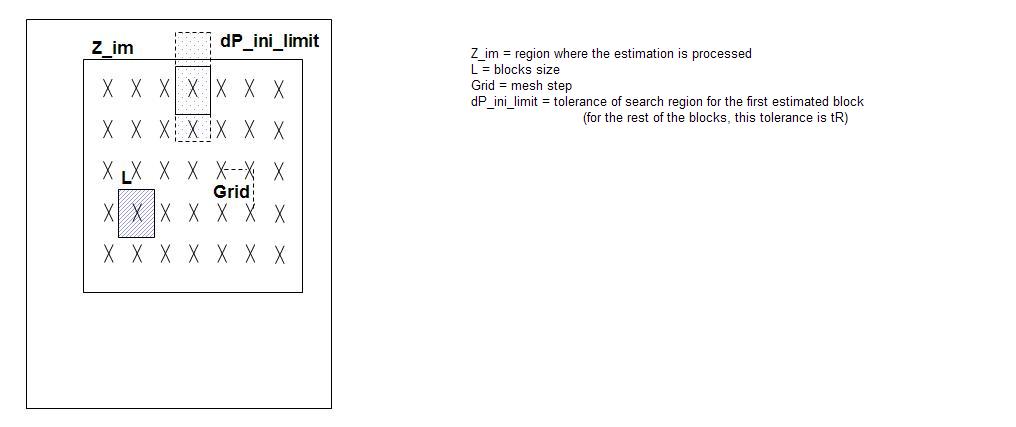 Z_im
dP_ini_limit
X X X X X X X
X X X X X X X
X X X X X X X
L
Grid
X X X X X X X
X X X X X X X
Z_im = region where the estimation is processed
L = blocks size
Grid = mesh step
dP_ini_limit = tolerance of search region for the first estimated block
(for the rest of the blocks, this tolerance is tR)